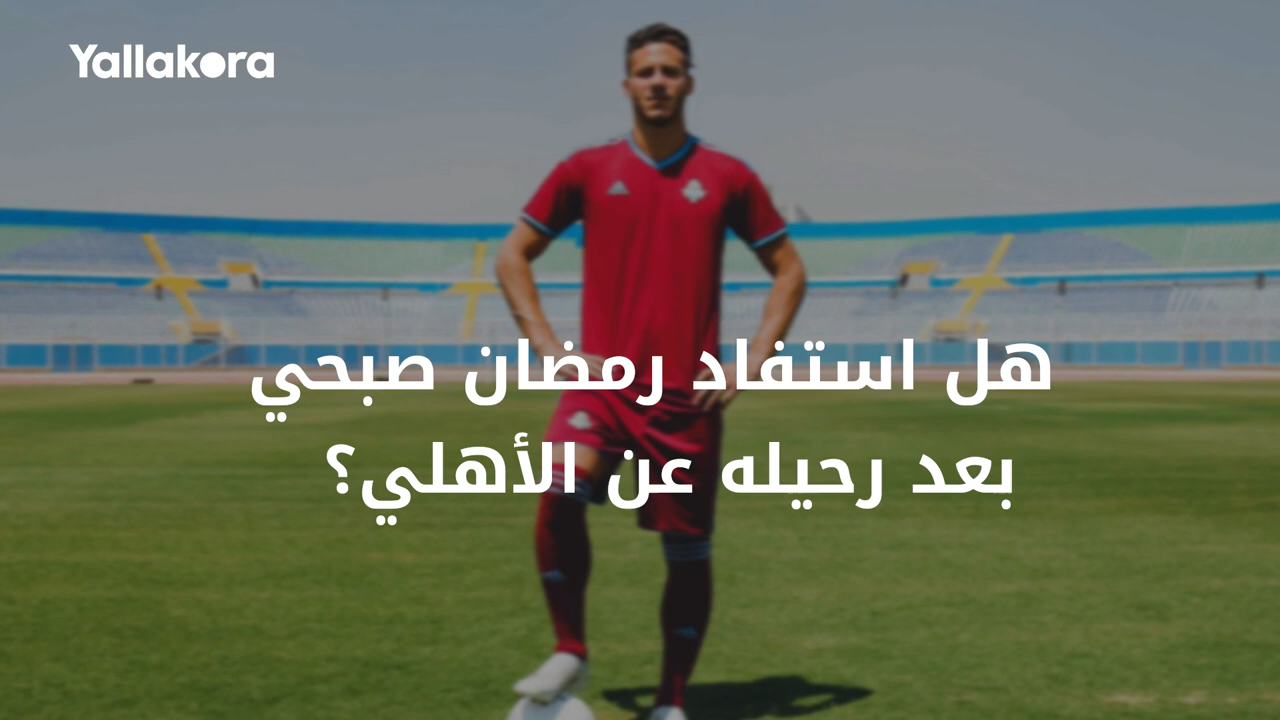 Yallakora
هل استفاد رمضان صبحي
بعد رحيله عن الأهلي؟